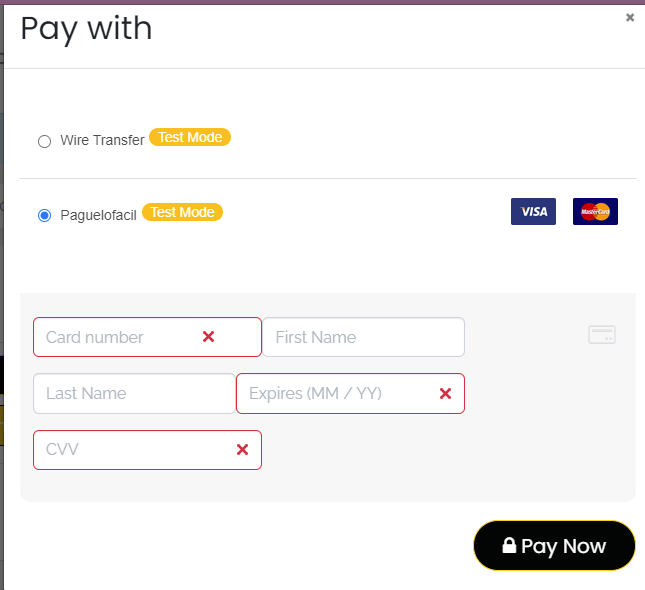 Pay with
Wire Transfer Test Mode
Paguelofacil Test Mode
VISA MasterCard
Card number First Name
Last Name Expires (MM / YY)
CVV
Pay Now